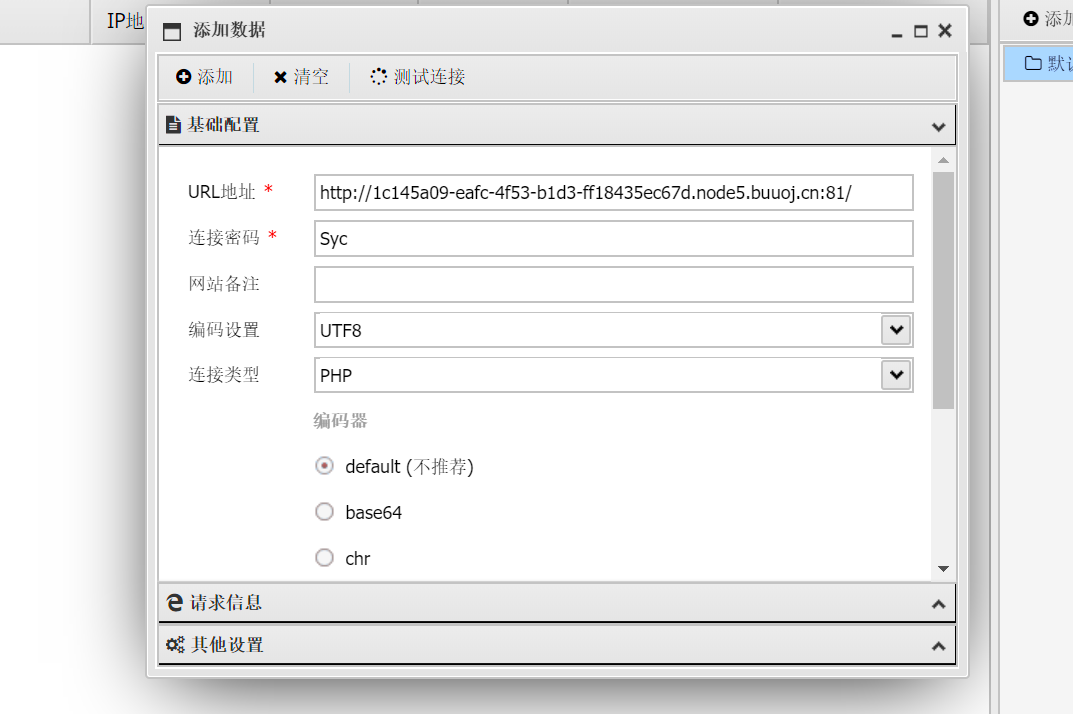 IP地
添加数据
添加
添加 清空 测试连接
默认
基础配置
URL地址 * http://1c145a09-eafc-4f53-b1d3-ff18435ec67d.node5.buuoj.cn:81/
连接密码 * Syc
网站备注
编码设置 UTF8
连接类型 PHP
编码器
default (不推荐)
base64
chr
请求信息
其他设置